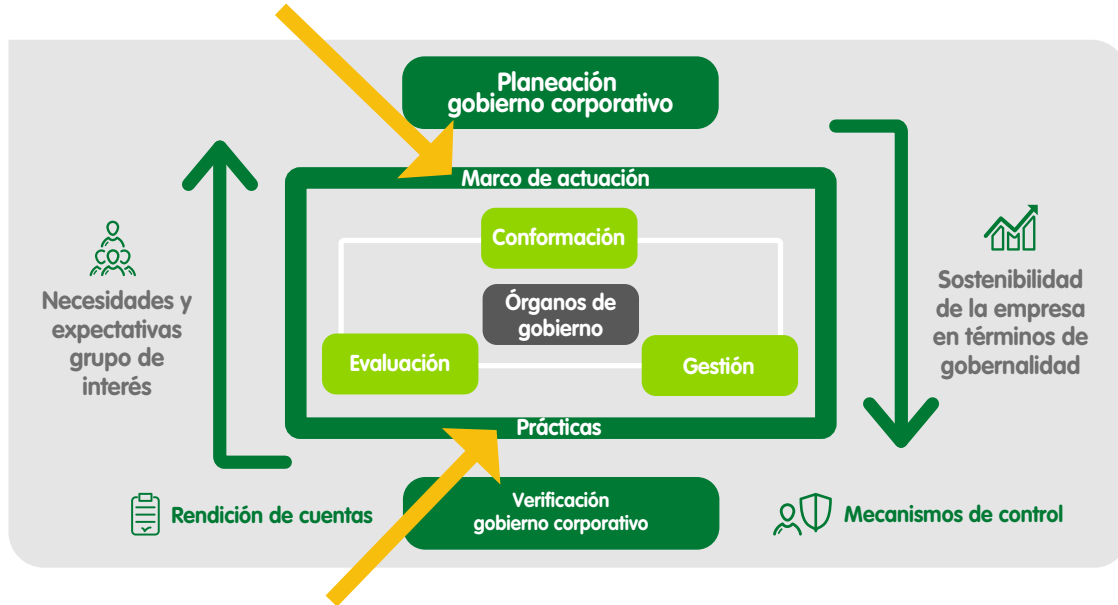 Planeación
gobierno corporativo
Marco de actuación
Conformación
Órganos de
gobierno
Evaluación
Gestión
Prácticas
Necesidades y
expectativas
grupo de
interés
Sostenibilidad
de la empresa
en términos de
gobernalidad
Rendición de cuentas
Verificación
gobierno corporativo
Mecanismos de control